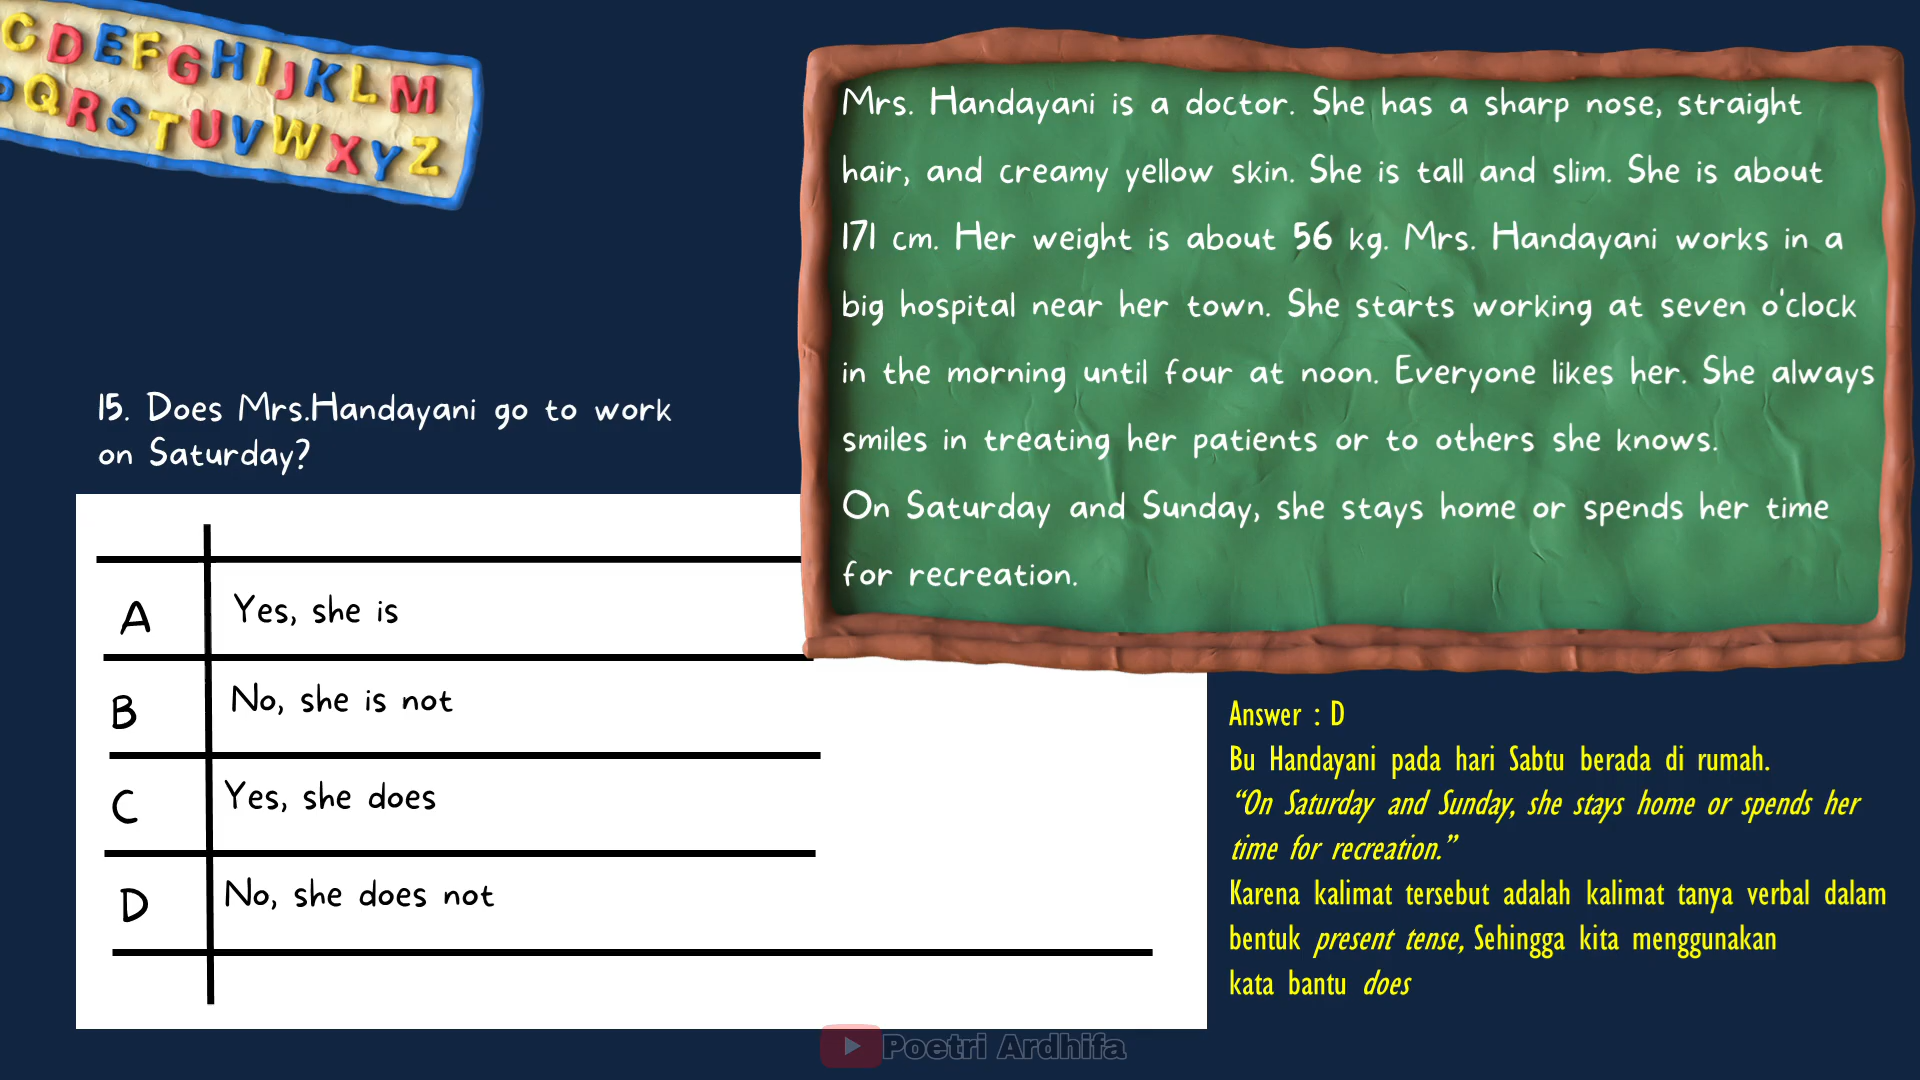 C D E F G H I J K L M
Q R S T U V W X Y Z
Mrs. Handayani is a doctor. She has a sharp nose, straight
hair, and creamy yellow skin. She is tall and slim. She is about
171 cm. Her weight is about 56 kg. Mrs. Handayani works in a
big hospital near her town. She starts working at seven o'clock
in the morning until four at noon. Everyone likes her. She always
smiles in treating her patients or to others she knows.
On Saturday and Sunday, she stays home or spends her time
for recreation.
15. Does Mrs.Handayani go to work
on Saturday?
A Yes, she is
B No, she is not
C Yes, she does
D No, she does not
Answer : D
Bu Handayani pada hari Sabtu berada di rumah.
“On Saturday and Sunday, she stays home or spends her
time for recreation.”
Karena kalimat tersebut adalah kalimat tanya verbal dalam
bentuk present tense, Sehingga kita menggunakan
kata bantu does
Poetri Ardhifa